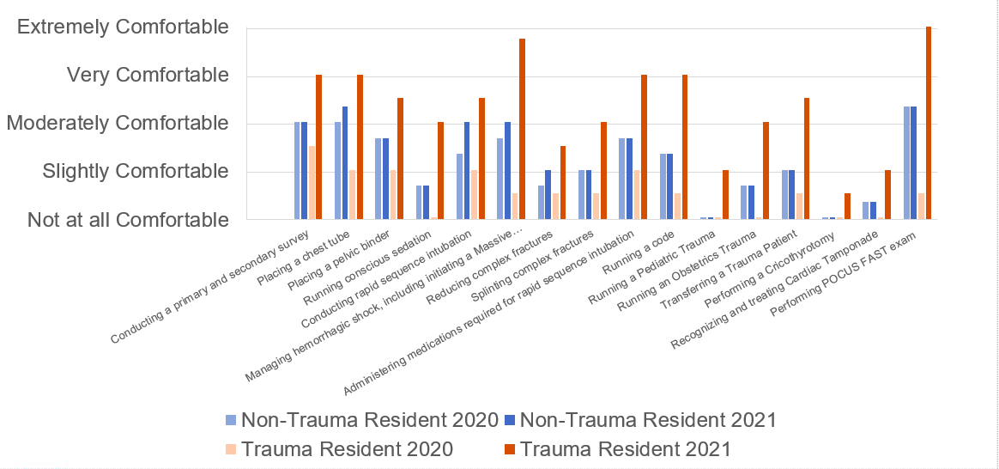 Extremely Comfortable
Very Comfortable
Moderately Comfortable
Slightly Comfortable
Not at all Comfortable
Conducting a primary and secondary survey
Placing a chest tube
Placing a pelvic binder
Running conscious sedation
Conducting rapid sequence intubation
Managing hemorrhagic shock, including initiating a Massive…
Reducing complex fractures
Splinting complex fractures
Administering medications required for rapid sequence intubation
Running a code
Running a Pediatric Trauma
Running an Obstetrics Trauma
Transferring a Trauma Patient
Performing a Cricothyrotomy
Recognizing and treating Cardiac Tamponade
Performing POCUS FAST exam
Non-Trauma Resident 2020
Non-Trauma Resident 2021
Trauma Resident 2020
Trauma Resident 2021